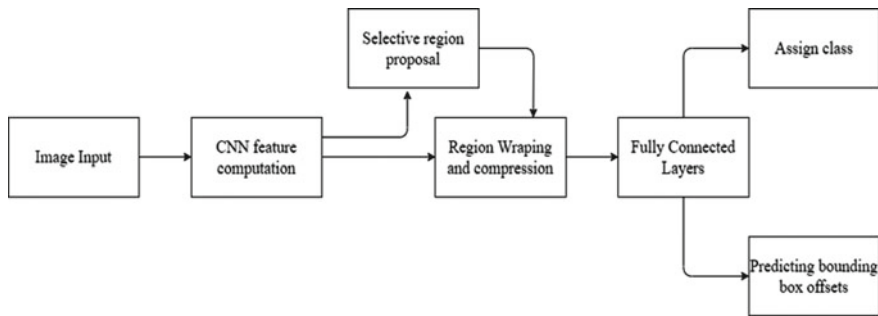 Selective region
proposal
Assign class
Image Input
CNN feature
computation
Region Wraping
and compression
Fully Connected
Layers
Predicting bounding
box offsets